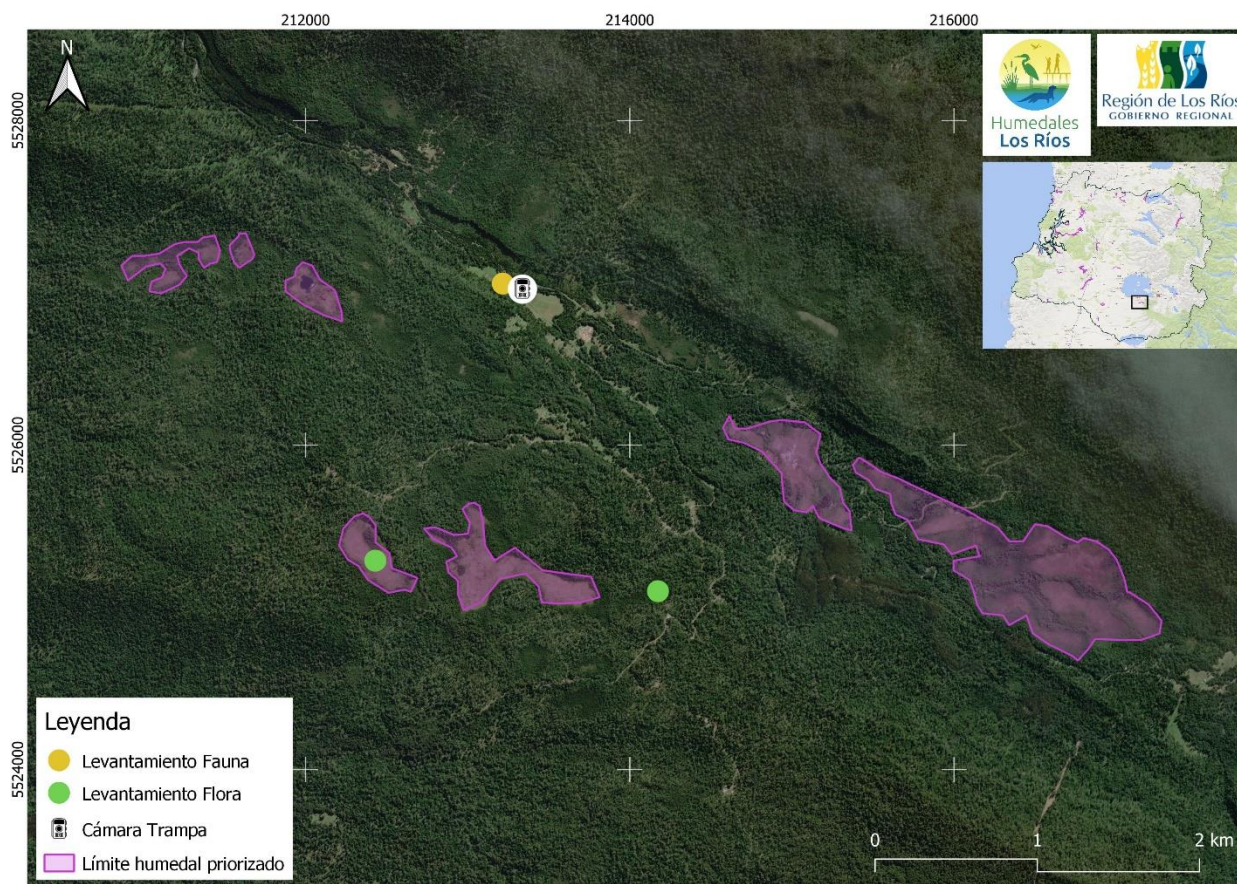 212000
214000
216000
N
5528000
5526000
5524000
Humedales
Los Ríos
Región de Los Ríos
GOBIERNO REGIONAL
Leyenda
Levantamiento Fauna
Levantamiento Flora
Cámara Trampa
Límite humedal priorizado
0
1
2 km